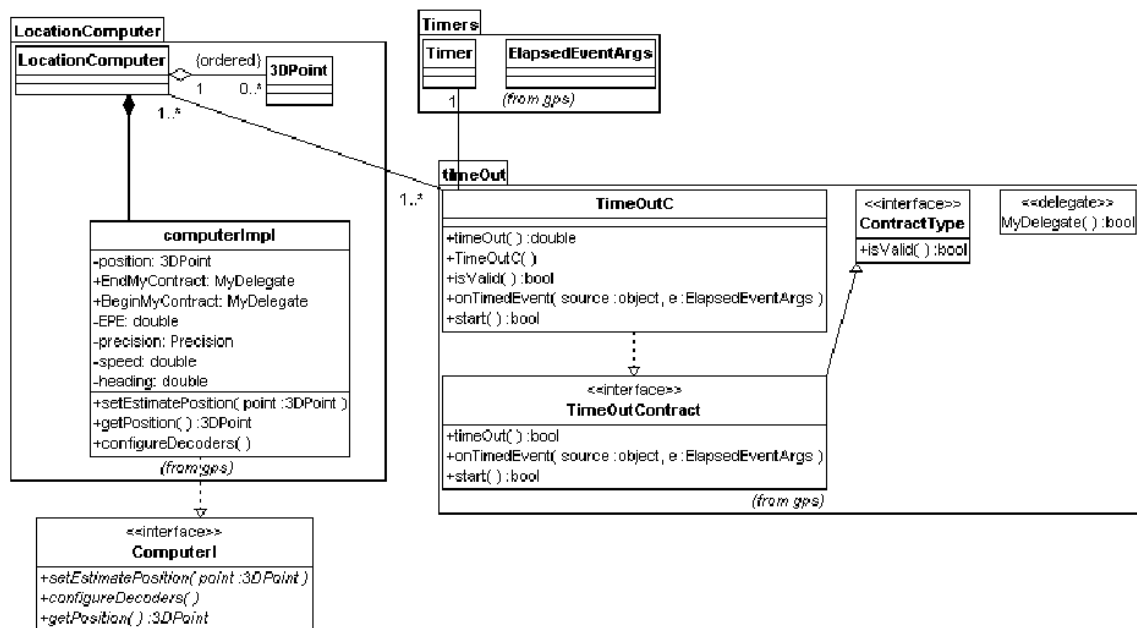 LocationComputer
LocationComputer
{ordered}
3DPoint
1
0..*
1..*
computerImpl
-position: 3DPoint
+EndMyContract: MyDelegate
+BeginMyContract: MyDelegate
-EPE: double
-precision: Precision
-speed: double
-heading: double
+setEstimatePosition( point :3DPoint )
+getPosition( ) :3DPoint
+configureDecoders( )
(from gps)
<<interface>>
ComputerI
+setEstimatePosition( point :3DPoint )
+configureDecoders( )
+getPosition( ) :3DPoint
Timers
Timer
ElapsedEventArgs
1
(from gps)
timeOut
1..*
TimeOutC
+timeOut( ) :double
+TimeOutC( )
+isValid( ) :bool
+onTimedEvent( source :object, e :ElapsedEventArgs )
+start( ) :bool
<<interface>>
ContractType
+isValid( ) :bool
<<delegate>>
MyDelegate( ) :bool
<<interface>>
TimeOutContract
+timeOut( ) :bool
+onTimedEvent( source :object, e :ElapsedEventArgs )
+start( ) :bool
(from gps)